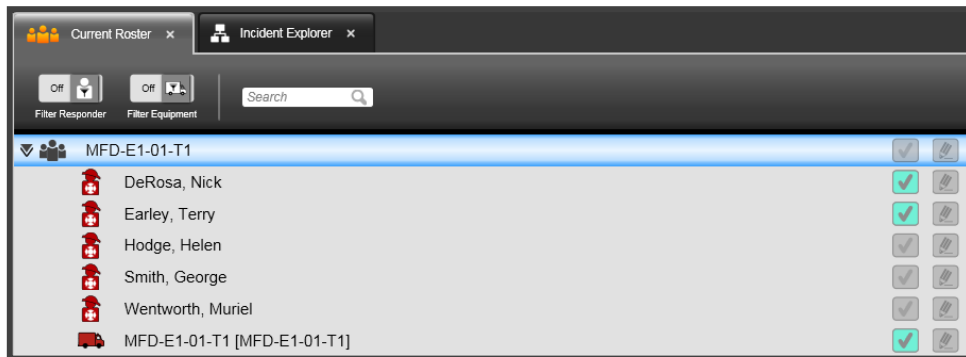 Current Roster x Incident Explorer x
Off Off Search
Filter Responder Filter Equipment
MFD-E1-01-T1
DeRosa, Nick
Earley, Terry
Hodge, Helen
Smith, George
Wentworth, Muriel
MFD-E1-01-T1 [MFD-E1-01-T1]